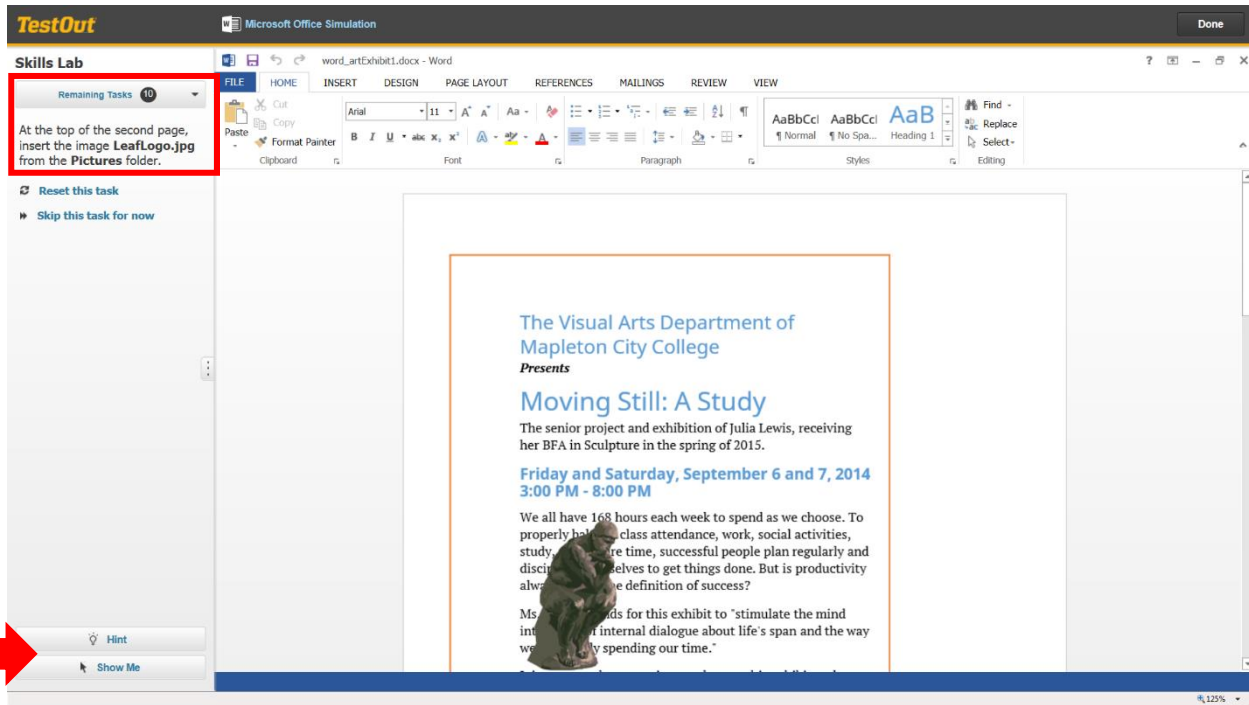 TestOut
Microsoft Office Simulation
Done
Skills Lab
Remaining Tasks 10
At the top of the second page,
insert the image LeafLogo.jpg
from the Pictures folder.
Reset this task
Skip this task for now
Hint
Show Me
word_artExhibit1.docx - Word
FILE HOME INSERT DESIGN PAGE LAYOUT REFERENCES MAILINGS REVIEW VIEW
Paste
Cut
Copy
Format Painter
Clipboard
Arial 11
Font
Paragraph
AaBbCcI AaBbCcI AaB
¶ Normal ¶ No Spa... Heading 1
Styles
Find
Replace
Select
Editing
The Visual Arts Department of
Mapleton City College
Presents
Moving Still: A Study
The senior project and exhibition of Julia Lewis, receiving
her BFA in Sculpture in the spring of 2015.
Friday and Saturday, September 6 and 7, 2014
3:00 PM - 8:00 PM
We all have 168 hours each week to spend as we choose. To
properly class attendance, work, social activities,
study, time, successful people plan regularly and
to get things done. But is productivity
definition of success?
Ms for this exhibit to "stimulate the mind
internal dialogue about life's span and the way
spending our time."
125%